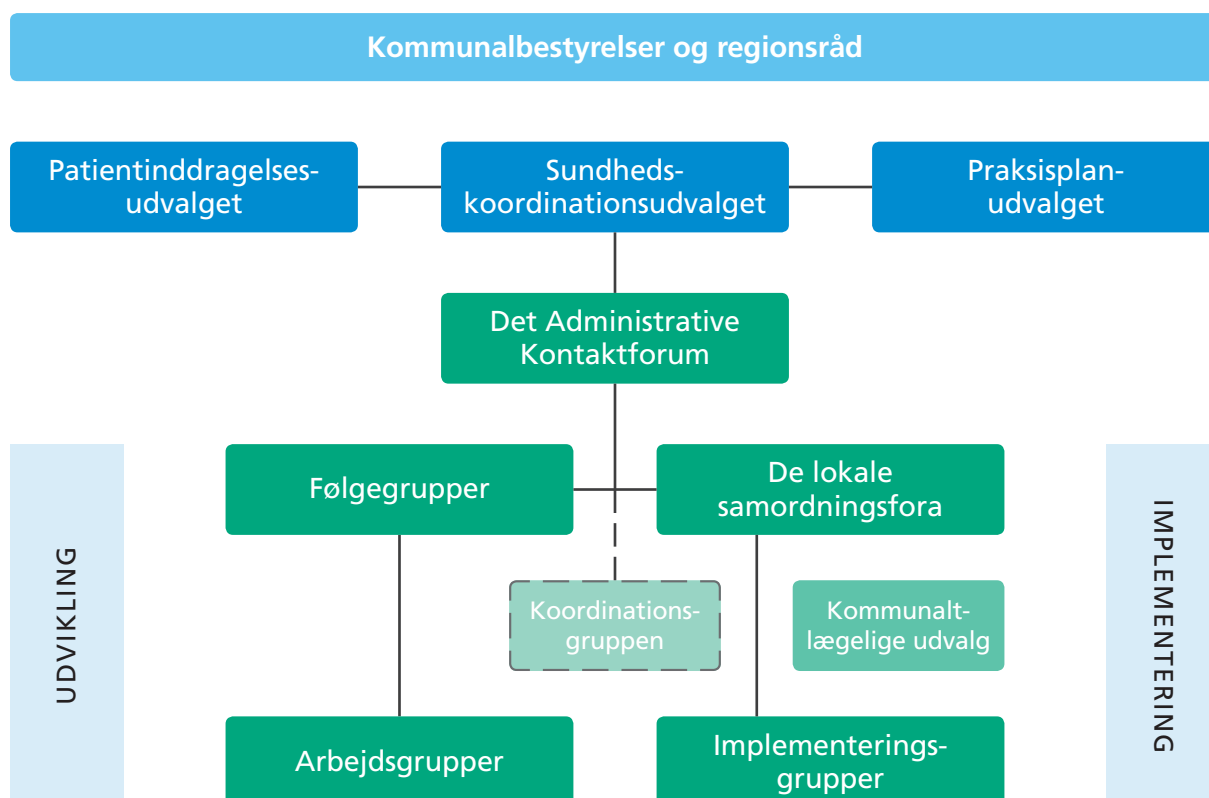 Kommunalbestyrelser og regionsråd
Patientinddragelses-
udvalget
Sundheds-
koordinationsudvalget
Praksisplan-
udvalget
Det Administrative
Kontaktforum
UDVIKLING
Følgegrupper
De lokale
samordningsfora
IMPLEMENTERING
Koordinations-
gruppen
Kommunalt-
lægelige udvalg
Arbejdsgrupper
Implementerings-
grupper